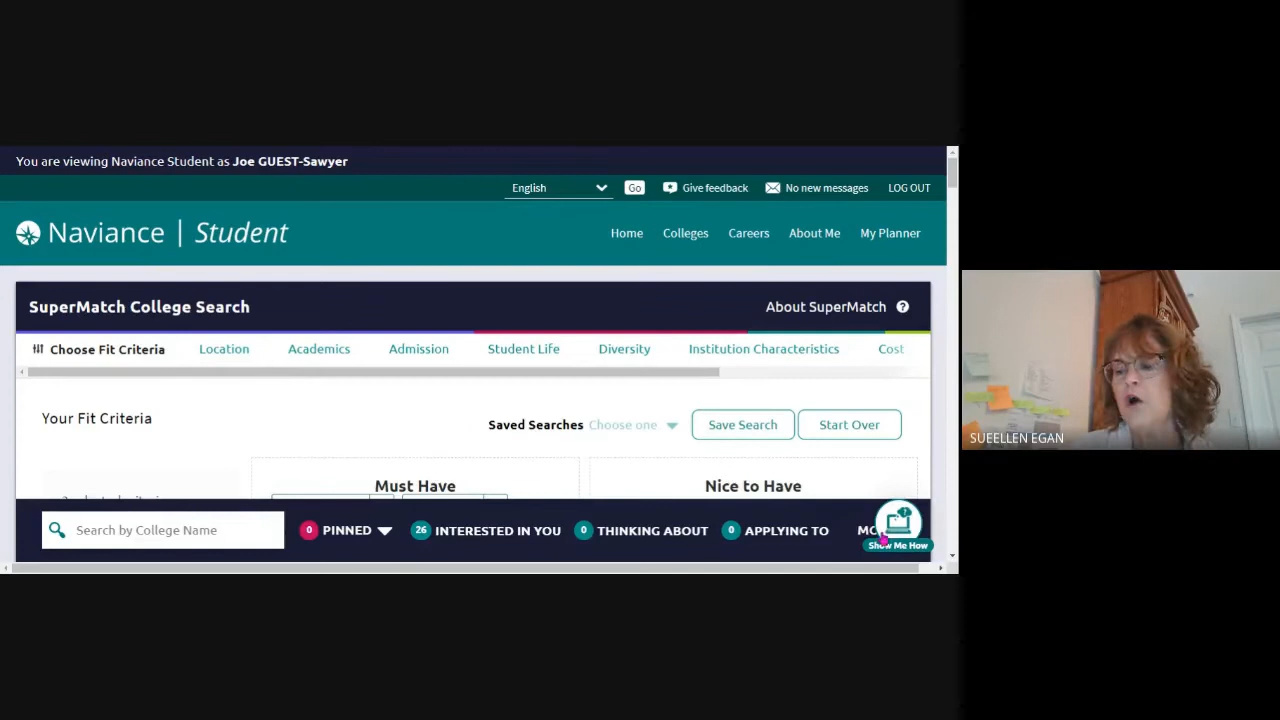 You are viewing Naviance Student as Joe GUEST-Sawyer
English Go Give feedback No new messages LOG OUT
Naviance | Student Home Colleges Careers About Me My Planner
SuperMatch College Search About SuperMatch ?
Choose Fit Criteria Location Academics Admission Student Life Diversity Institution Characteristics Cost
Your Fit Criteria Saved Searches Choose one Save Search Start Over
Must Have Nice to Have
Search by College Name 0 PINNED 26 INTERESTED IN YOU 0 THINKING ABOUT 0 APPLYING TO
Show Me How
SUEELLEN EGAN